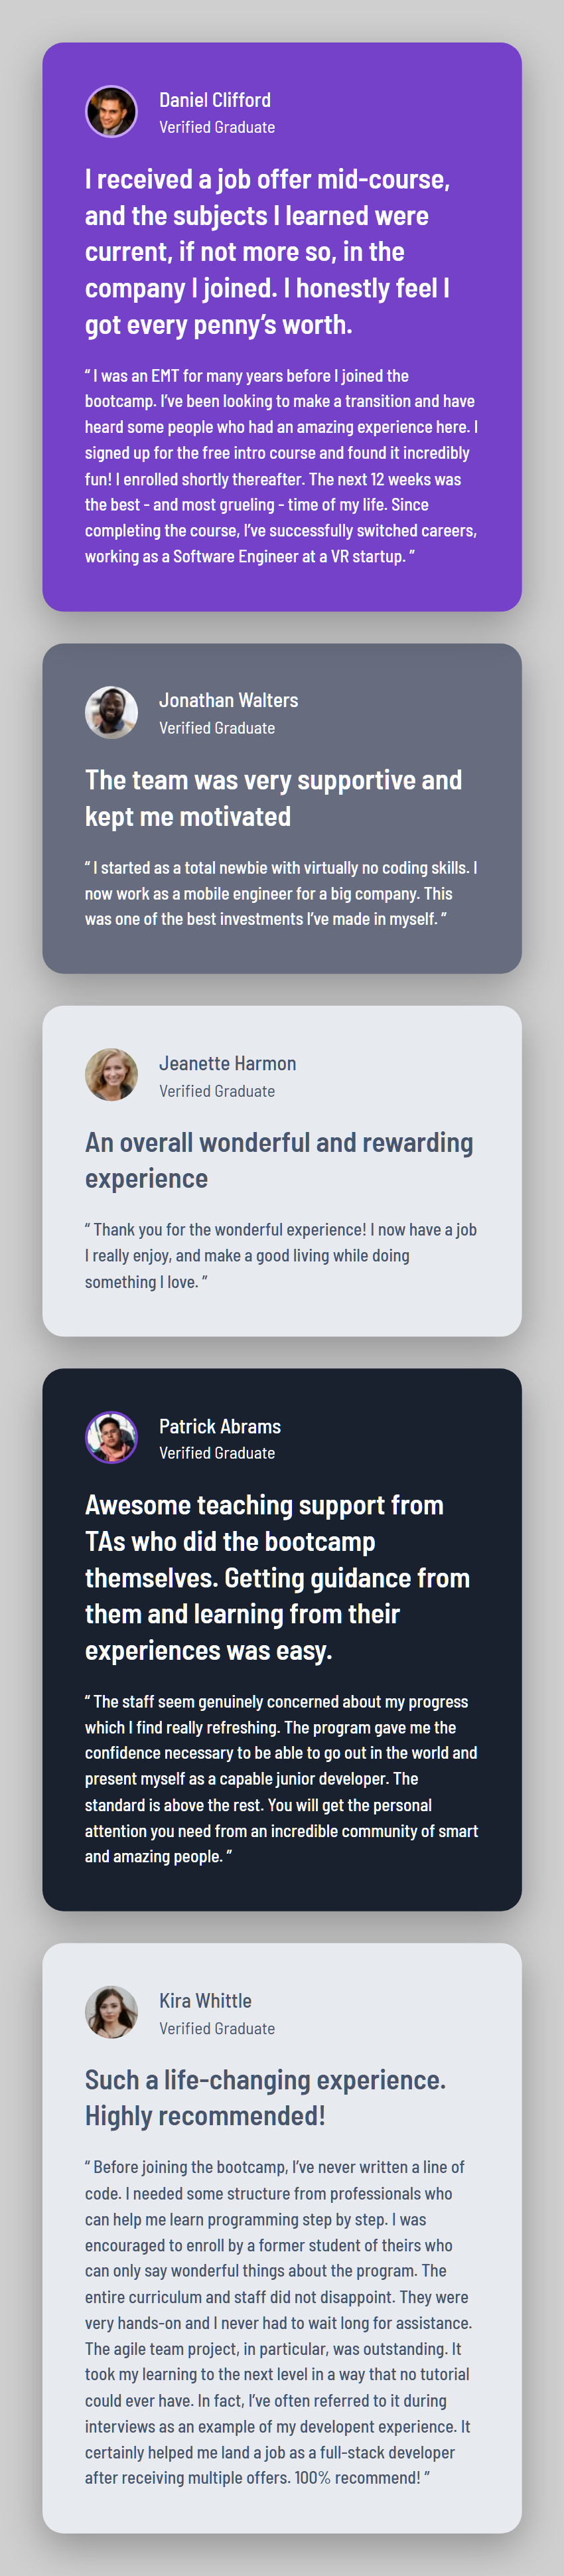 Daniel Clifford
Verified Graduate
I received a job offer mid-course,
and the subjects I learned were
current, if not more so, in the
company I joined. I honestly feel I
got every penny’s worth.
“ I was an EMT for many years before I joined the
bootcamp. I’ve been looking to make a transition and have
heard some people who had an amazing experience here. I
signed up for the free intro course and found it incredibly
fun! I enrolled shortly thereafter. The next 12 weeks was
the best - and most grueling - time of my life. Since
completing the course, I’ve successfully switched careers,
working as a Software Engineer at a VR startup. ”
Jonathan Walters
Verified Graduate
The team was very supportive and
kept me motivated
“ I started as a total newbie with virtually no coding skills. I
now work as a mobile engineer for a big company. This
was one of the best investments I’ve made in myself. ”
Jeanette Harmon
Verified Graduate
An overall wonderful and rewarding
experience
“ Thank you for the wonderful experience! I now have a job
I really enjoy, and make a good living while doing
something I love. ”
Patrick Abrams
Verified Graduate
Awesome teaching support from
TAs who did the bootcamp
themselves. Getting guidance from
them and learning from their
experiences was easy.
“ The staff seem genuinely concerned about my progress
which I find really refreshing. The program gave me the
confidence necessary to be able to go out in the world and
present myself as a capable junior developer. The
standard is above the rest. You will get the personal
attention you need from an incredible community of smart
and amazing people. ”
Kira Whittle
Verified Graduate
Such a life-changing experience.
Highly recommended!
“ Before joining the bootcamp, I’ve never written a line of
code. I needed some structure from professionals who
can help me learn programming step by step. I was
encouraged to enroll by a former student of theirs who
can only say wonderful things about the program. The
entire curriculum and staff did not disappoint. They were
very hands-on and I never had to wait long for assistance.
The agile team project, in particular, was outstanding. It
took my learning to the next level in a way that no tutorial
could ever have. In fact, I’ve often referred to it during
interviews as an example of my developent experience. It
certainly helped me land a job as a full-stack developer
after receiving multiple offers. 100% recommend! ”